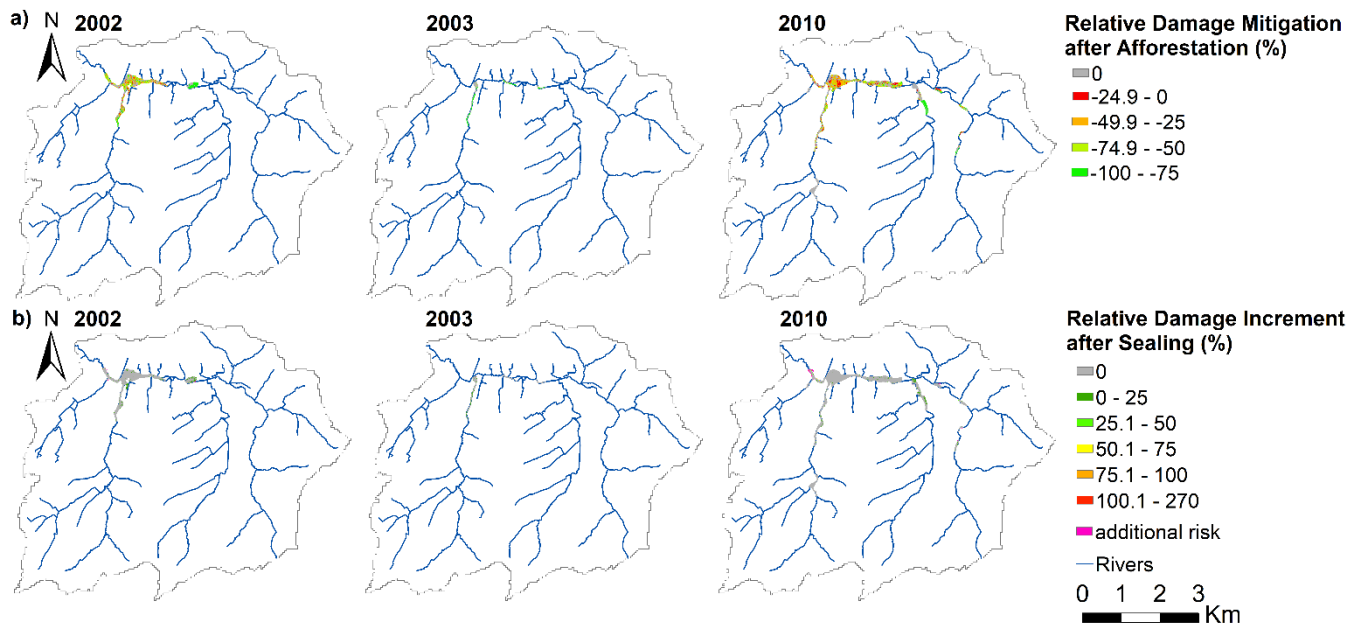 a)
N
2002
2003
2010
Relative Damage Mitigation
after Afforestation (%)
0
-24.9 - 0
-49.9 - -25
-74.9 - -50
-100 - -75
b)
N
2002
2003
2010
Relative Damage Increment
after Sealing (%)
0
0 - 25
25.1 - 50
50.1 - 75
75.1 - 100
100.1 - 270
additional risk
Rivers
0 1 2 3
Km